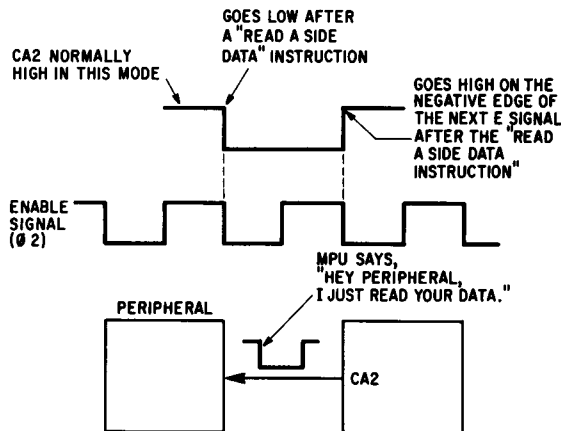 GOES LOW AFTER
A "READ A SIDE
DATA" INSTRUCTION
CA2 NORMALLY
HIGH IN THIS MODE
GOES HIGH ON THE
NEGATIVE EDGE OF
THE NEXT E SIGNAL
AFTER THE "READ
A SIDE DATA
INSTRUCTION"
ENABLE
SIGNAL
(Ø 2)
MPU SAYS,
"HEY PERIPHERAL,
I JUST READ YOUR DATA."
PERIPHERAL
CA2